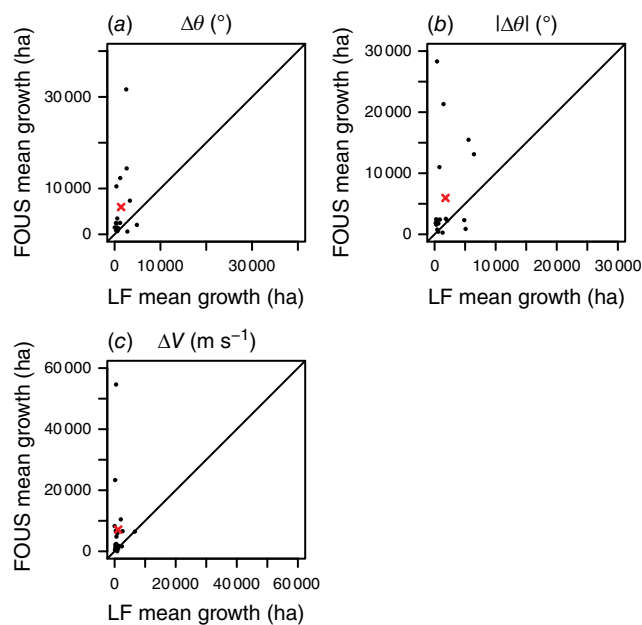 (a) Δθ (°)
FOUS mean growth (ha)
30 000
10 000
0
0 10 000 30 000
LF mean growth (ha)
(b) |Δθ| (°)
FOUS mean growth (ha)
30 000
20 000
10 000
0
0 10 000 20 000 30 000
LF mean growth (ha)
(c) ΔV (m s⁻¹)
FOUS mean growth (ha)
60 000
40 000
20 000
0
0 20 000 40 000 60 000
LF mean growth (ha)